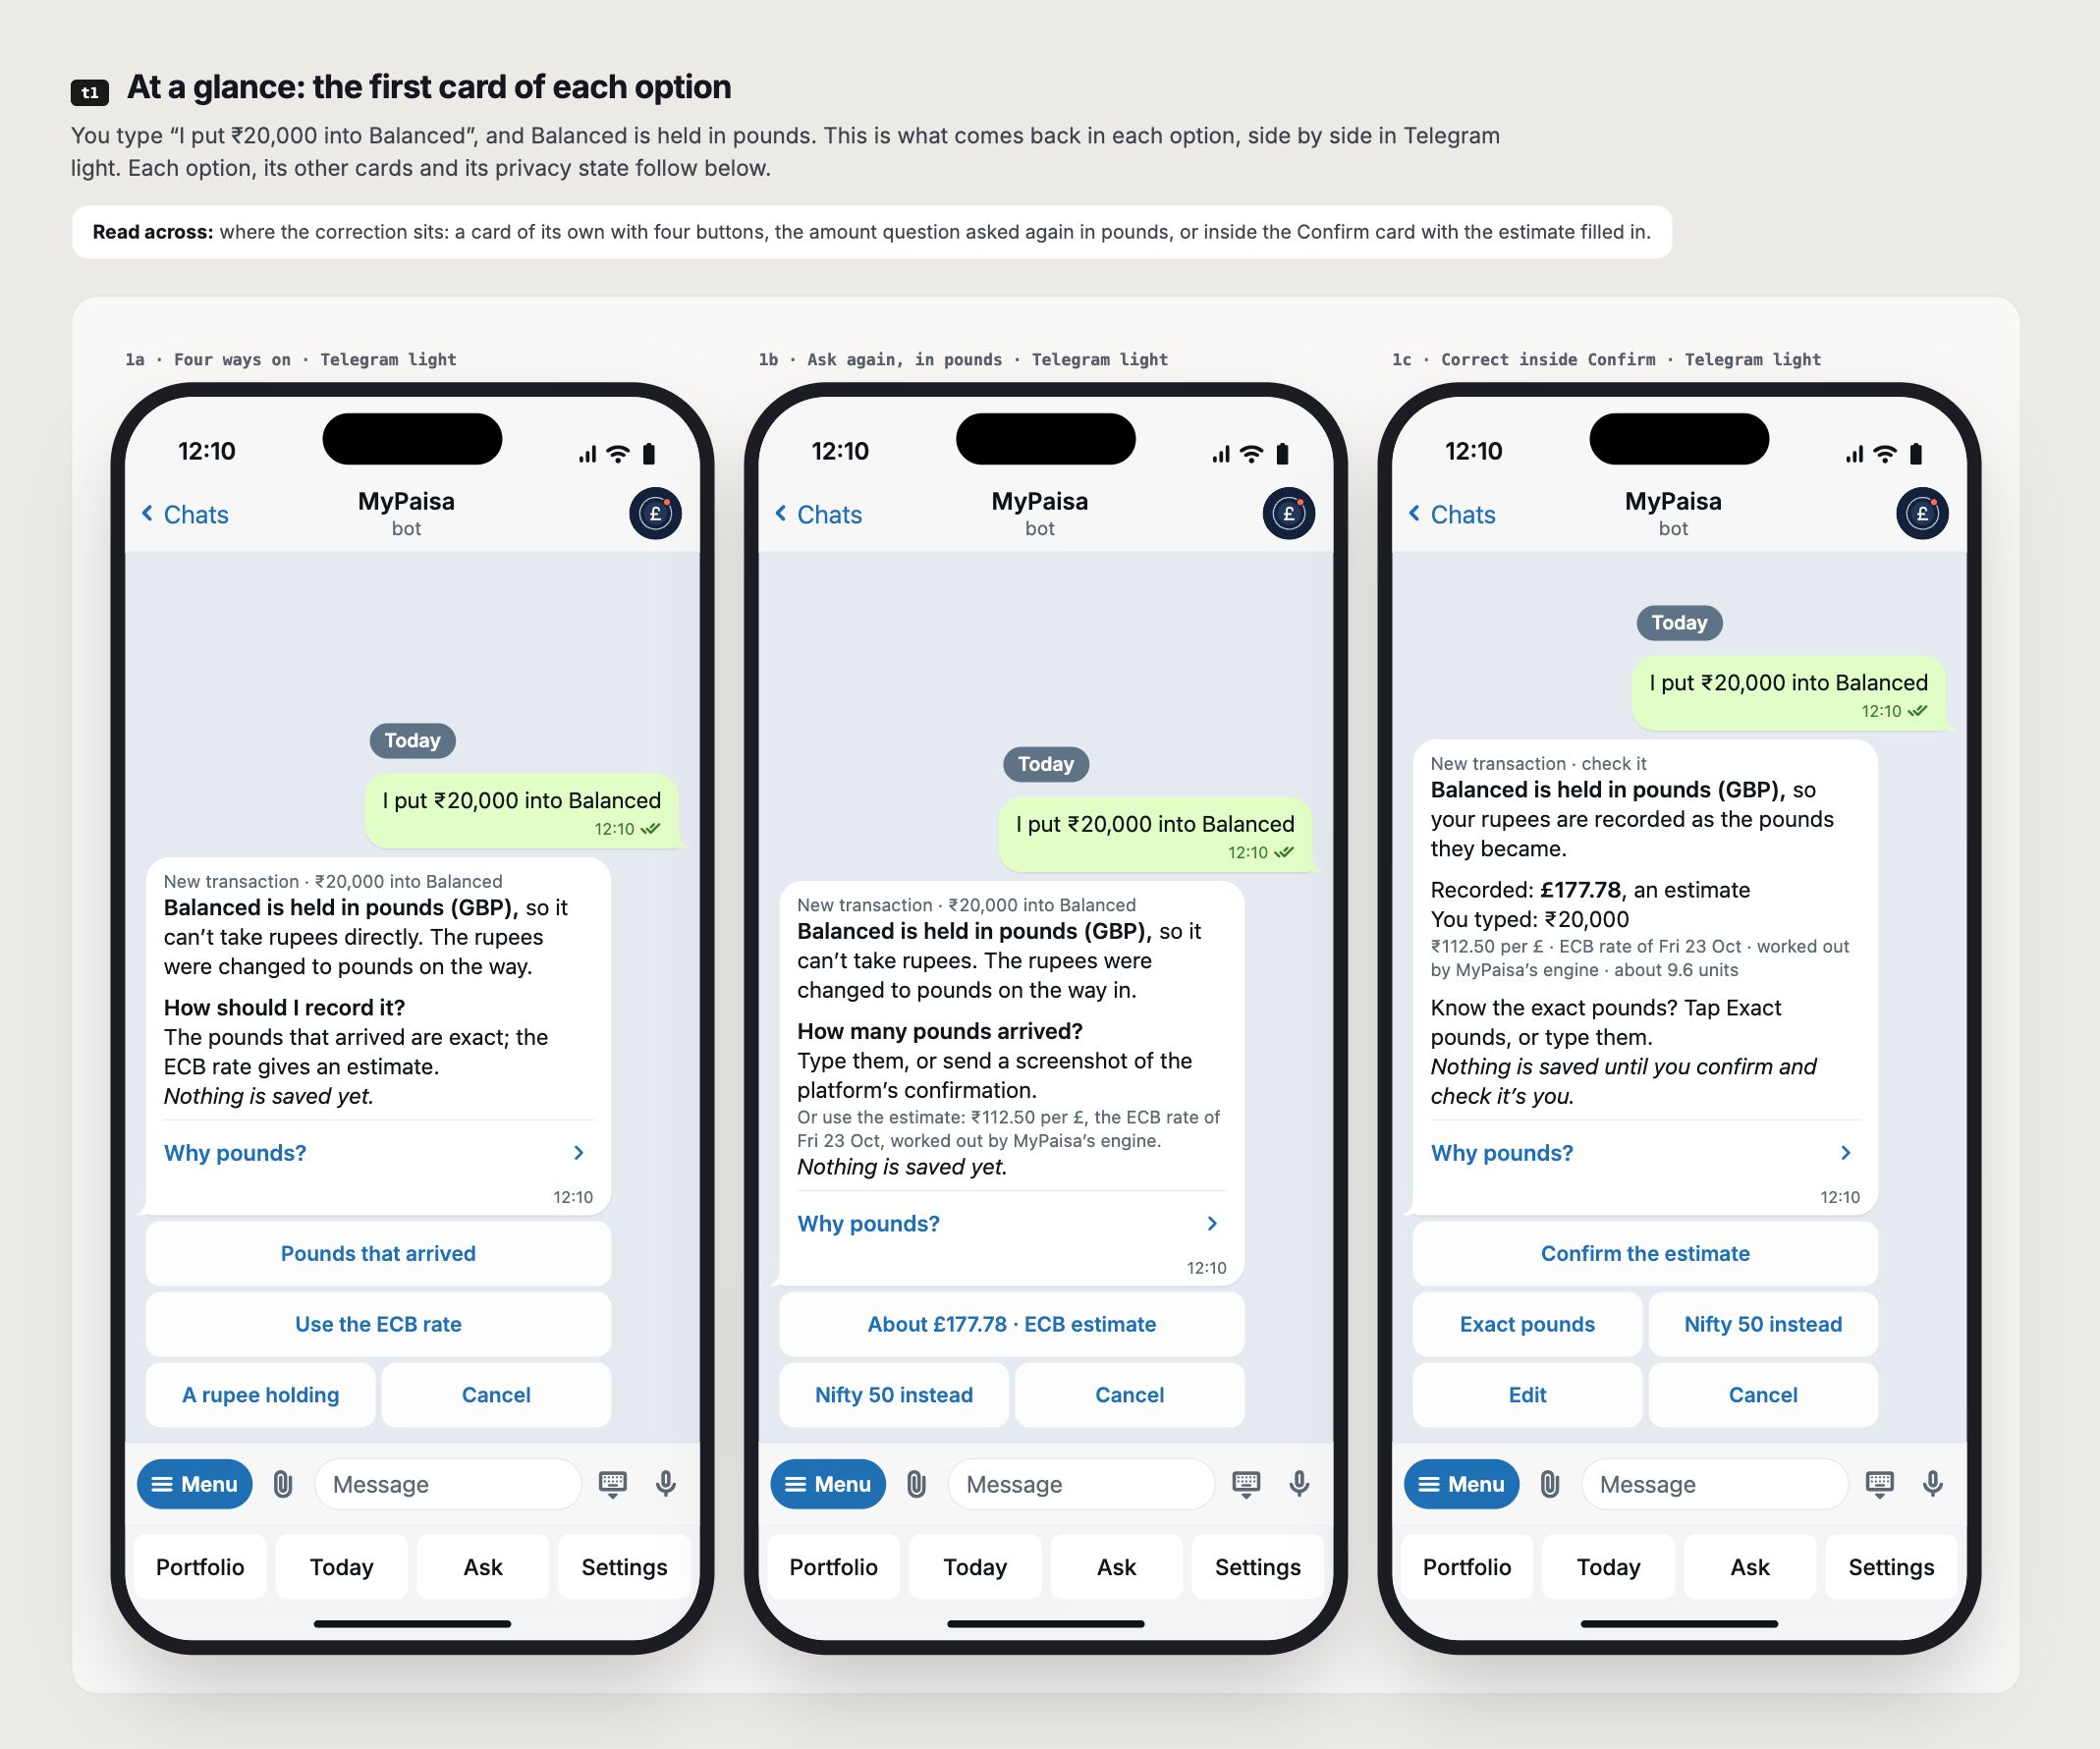 t1 At a glance: the first card of each option
You type “I put ₹20,000 into Balanced”, and Balanced is held in pounds. This is what comes back in each option, side by side in Telegram
light. Each option, its other cards and its privacy state follow below.
Read across: where the correction sits: a card of its own with four buttons, the amount question asked again in pounds, or inside the Confirm card with the estimate filled in.
1a · Four ways on · Telegram light
12:10
Chats
MyPaisa
bot
£
Today
I put ₹20,000 into Balanced
12:10
New transaction · ₹20,000 into Balanced
Balanced is held in pounds (GBP), so it
can’t take rupees directly. The rupees
were changed to pounds on the way.
How should I record it?
The pounds that arrived are exact; the
ECB rate gives an estimate.
Nothing is saved yet.
Why pounds?
12:10
Pounds that arrived
Use the ECB rate
A rupee holding
Cancel
Menu
Message
Portfolio
Today
Ask
Settings
1b · Ask again, in pounds · Telegram light
12:10
Chats
MyPaisa
bot
£
Today
I put ₹20,000 into Balanced
12:10
New transaction · ₹20,000 into Balanced
Balanced is held in pounds (GBP), so it
can’t take rupees. The rupees were
changed to pounds on the way in.
How many pounds arrived?
Type them, or send a screenshot of the
platform’s confirmation.
Or use the estimate: ₹112.50 per £, the ECB rate of
Fri 23 Oct, worked out by MyPaisa’s engine.
Nothing is saved yet.
Why pounds?
12:10
About £177.78 · ECB estimate
Nifty 50 instead
Cancel
Menu
Message
Portfolio
Today
Ask
Settings
1c · Correct inside Confirm · Telegram light
12:10
Chats
MyPaisa
bot
£
Today
I put ₹20,000 into Balanced
12:10
New transaction · check it
Balanced is held in pounds (GBP), so
your rupees are recorded as the pounds
they became.
Recorded: £177.78, an estimate
You typed: ₹20,000
₹112.50 per £ · ECB rate of Fri 23 Oct · worked out
by MyPaisa’s engine · about 9.6 units
Know the exact pounds? Tap Exact
pounds, or type them.
Nothing is saved until you confirm and
check it’s you.
Why pounds?
12:10
Confirm the estimate
Exact pounds
Nifty 50 instead
Edit
Cancel
Menu
Message
Portfolio
Today
Ask
Settings